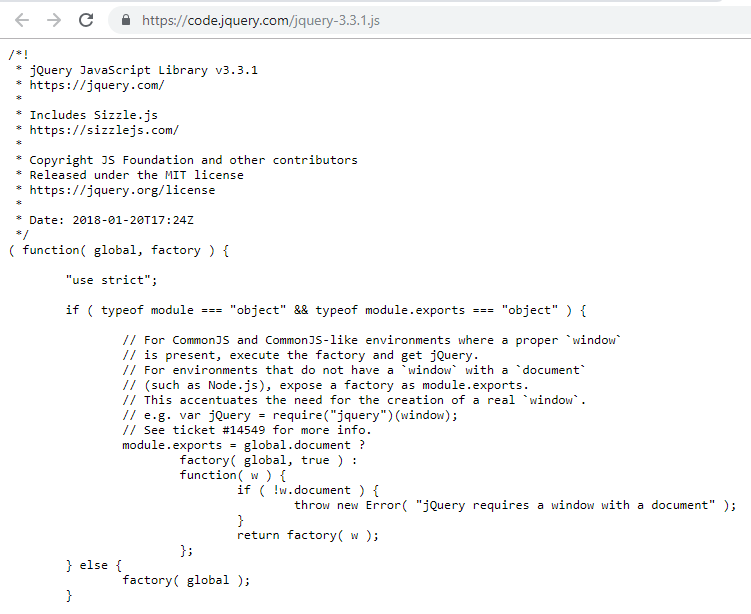 https://code.jquery.com/jquery-3.3.1.js
/*!
 * jQuery JavaScript Library v3.3.1
 * https://jquery.com/
 *
 * Includes Sizzle.js
 * https://sizzlejs.com/
 *
 * Copyright JS Foundation and other contributors
 * Released under the MIT license
 * https://jquery.org/license
 *
 * Date: 2018-01-20T17:24Z
 */
( function( global, factory ) {

	"use strict";

	if ( typeof module === "object" && typeof module.exports === "object" ) {

		// For CommonJS and CommonJS-like environments where a proper `window`
		// is present, execute the factory and get jQuery.
		// For environments that do not have a `window` with a `document`
		// (such as Node.js), expose a factory as module.exports.
		// This accentuates the need for the creation of a real `window`.
		// e.g. var jQuery = require("jquery")(window);
		// See ticket #14549 for more info.
		module.exports = global.document ?
			factory( global, true ) :
			function( w ) {
				if ( !w.document ) {
					throw new Error( "jQuery requires a window with a document" );
				}
				return factory( w );
			};
	} else {
		factory( global );
	}